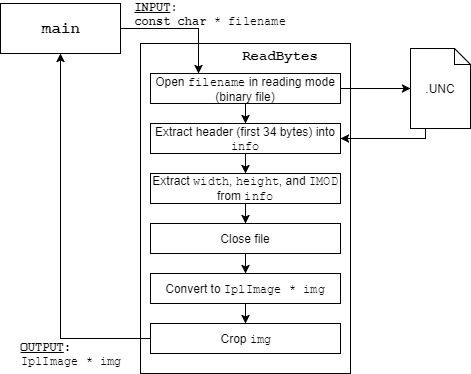 INPUT:
const char * filename
main
ReadBytes
Open filename in reading mode
(binary file)
.UNC
Extract header (first 34 bytes) into
info
Extract width, height, and IMOD
from info
Close file
Convert to IplImage * img
Crop img
OUTPUT:
IplImage * img